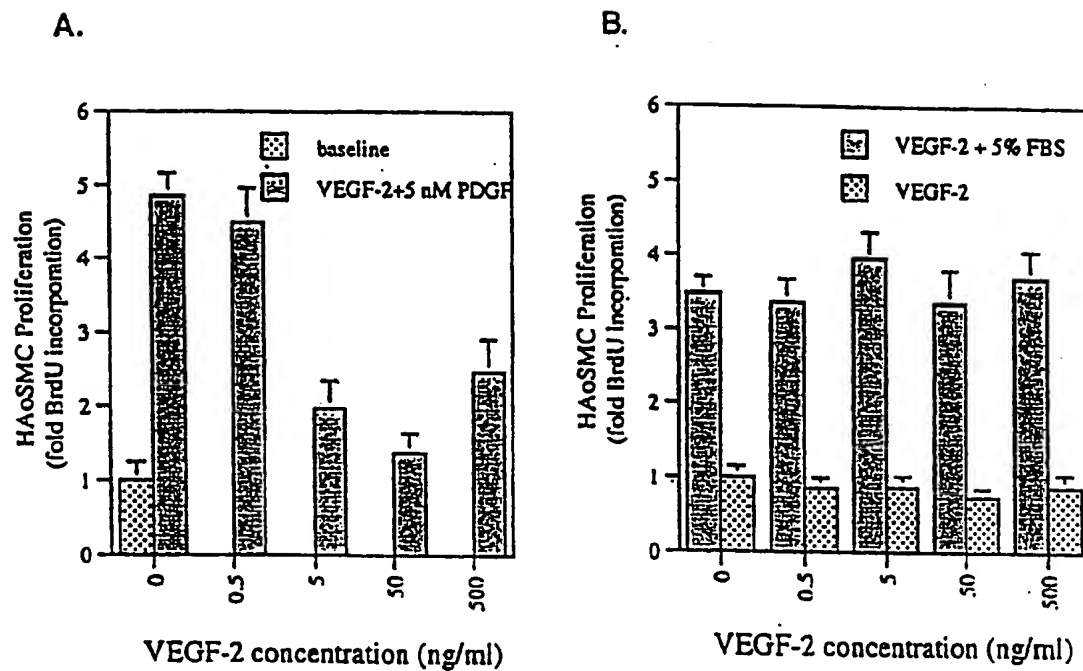 A.
6
5
4
3
2
1
0
HAoSMC Proliferation
(fold BrdU incorporation)
baseline
VEGF-2+5 nM PDGF
0
0.5
5
50
500
VEGF-2 concentration (ng/ml)
B.
6
5
4
3
2
1
0
HAoSMC Proliferation
(fold BrdU Incorporation)
VEGF-2 + 5% FBS
VEGF-2
0
0.5
5
50
500
VEGF-2 concentration (ng/ml)